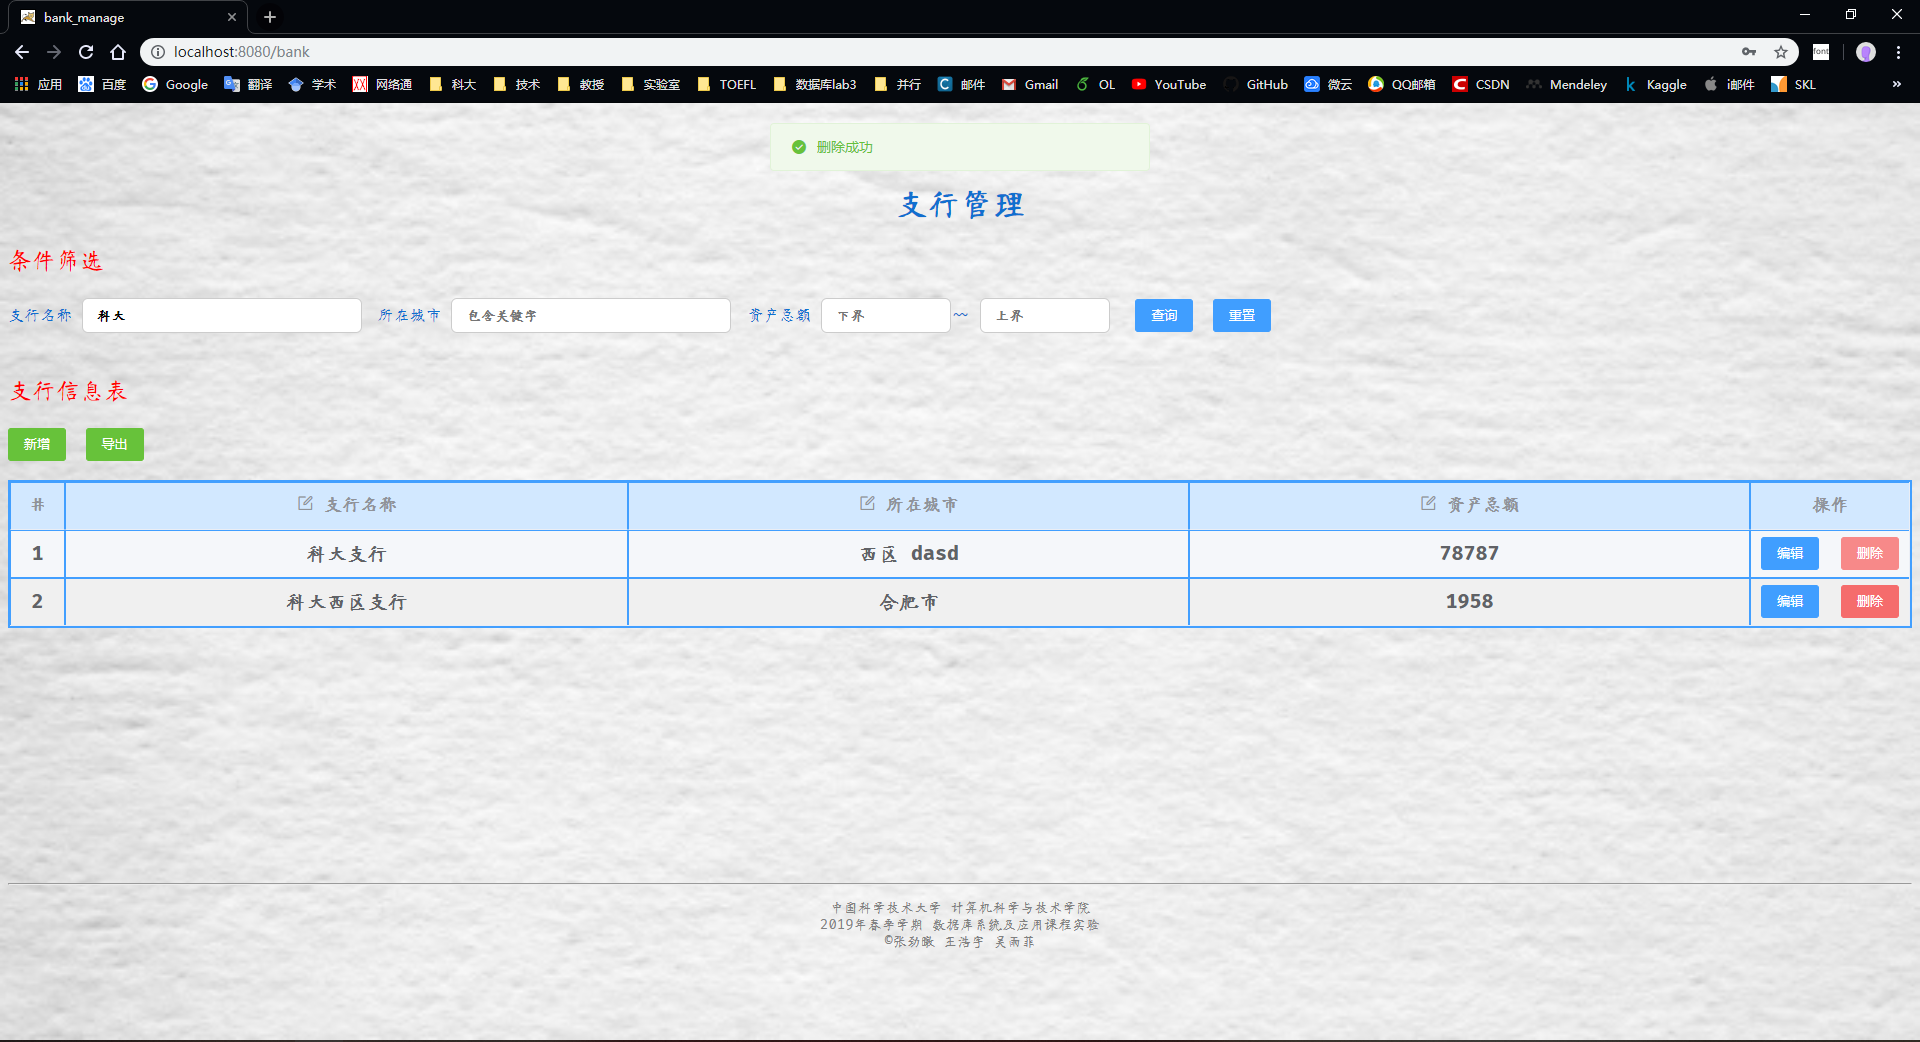 bank_manage
localhost:8080/bank
font
应用 百度 Google 翻译 学术 网络通 科大 技术 教授 实验室 TOEFL 数据库lab3 并行 邮件 Gmail OL YouTube GitHub 微云 QQ邮箱 CSDN Mendeley Kaggle i邮件 SKL »
删除成功
支行管理
条件筛选
支行名称 科大 所在城市 包含关键字 资产总额 下界 ~ 上界 查询 重置
支行信息表
新增 导出
# 支行名称 所在城市 资产总额 操作
1 科大支行 西区 dasd 78787 编辑 删除
2 科大西区支行 合肥市 1958 编辑 删除
中国科学技术大学 计算机科学与技术学院
2019年春季学期 数据库系统及应用课程实验
©张劲暾 王浩宇 吴雨菲